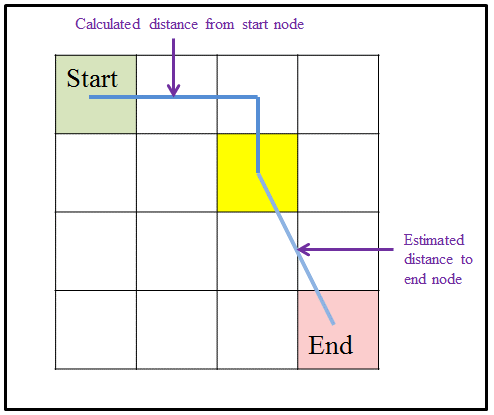 Calculated distance from start node
Start
Estimated
distance to
end node
End